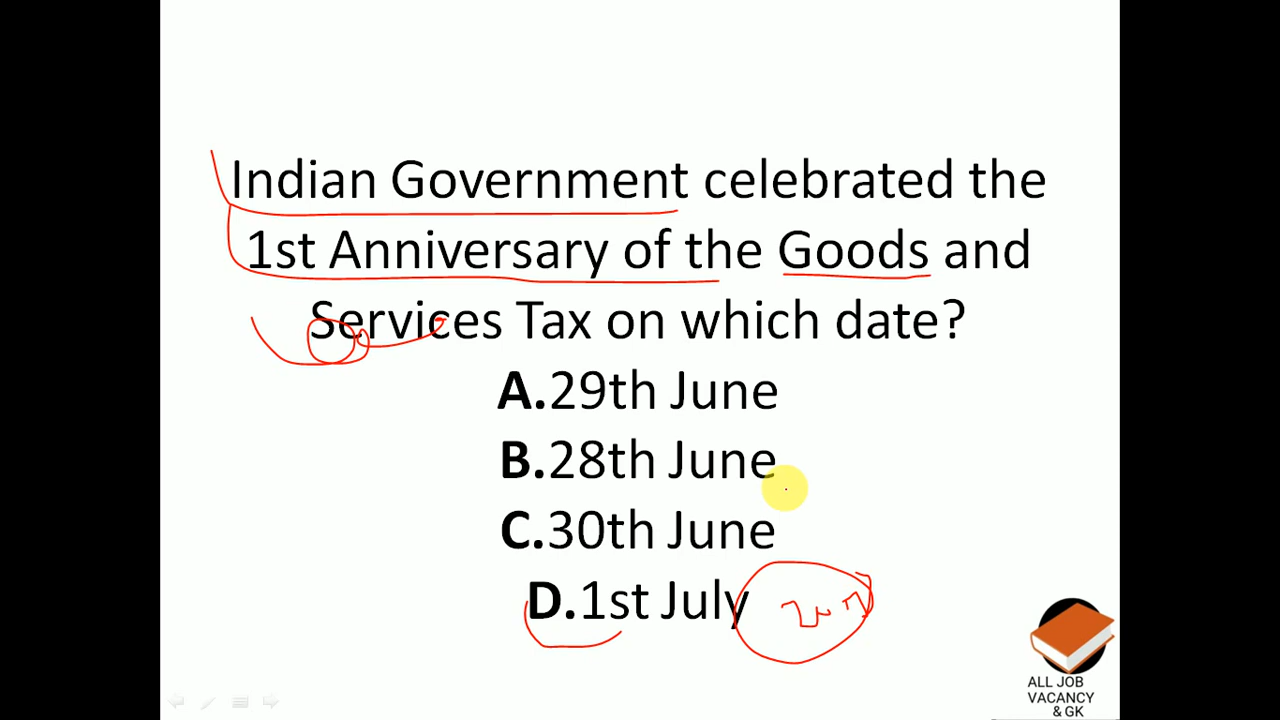 Indian Government celebrated the
1st Anniversary of the Goods and
Services Tax on which date?
A.29th June
B.28th June
C.30th June
D.1st July
ALL JOB
VACANCY
& GK